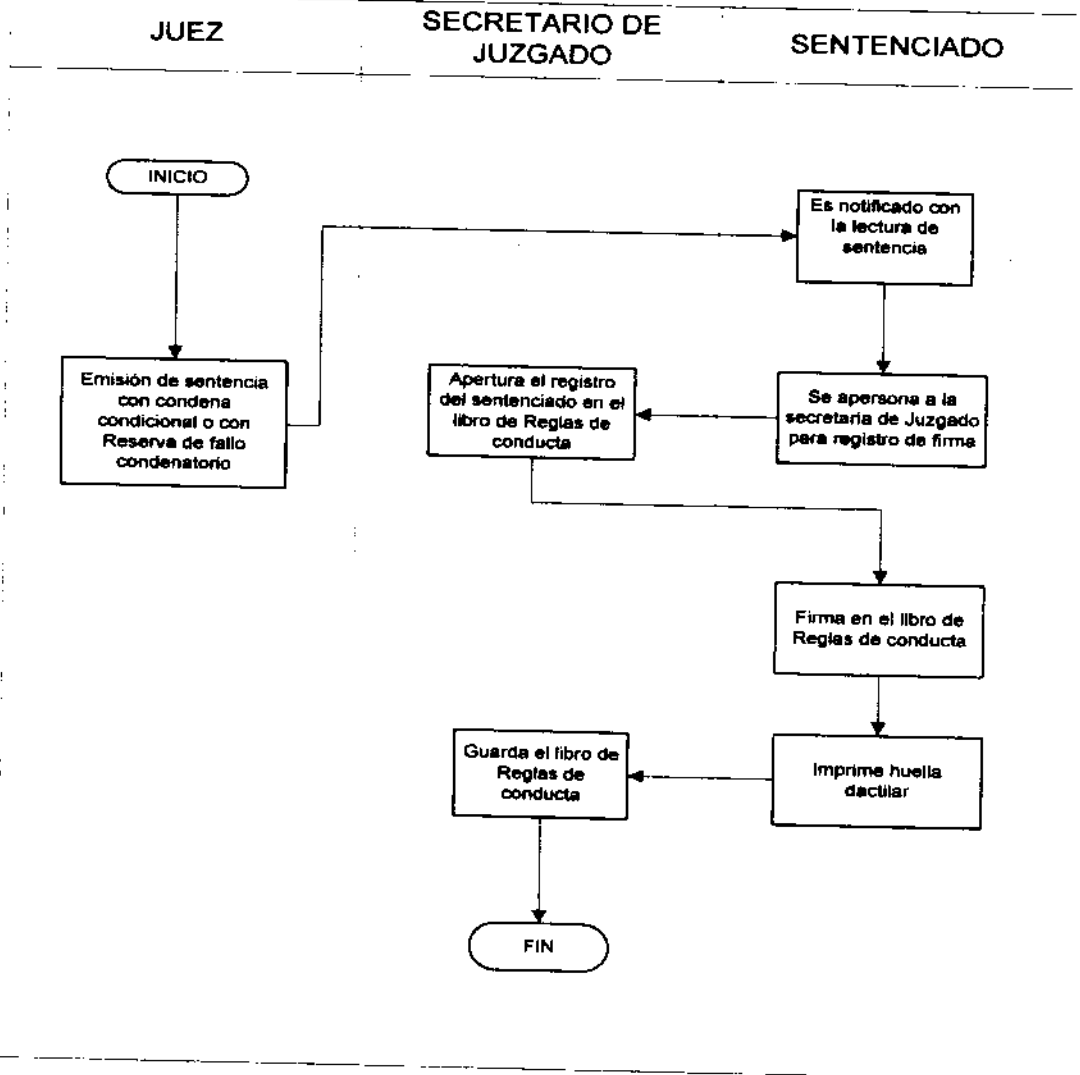 JUEZ
SECRETARIO DE
JUZGADO
SENTENCIADO
INICIO
Es notificado con
la lectura de
sentencia
Emisión de sentencia
con condena
condicional o con
Reserva de fallo
condenatorio
Apertura el registro
del sentenciado en el
libro de Reglas de
conducta
Se apersona a la
secretaria de Juzgado
para registro de firma
Firma en el libro de
Reglas de conducta
Guarda el libro de
Reglas de
conducta
Imprime huella
dactilar
FIN